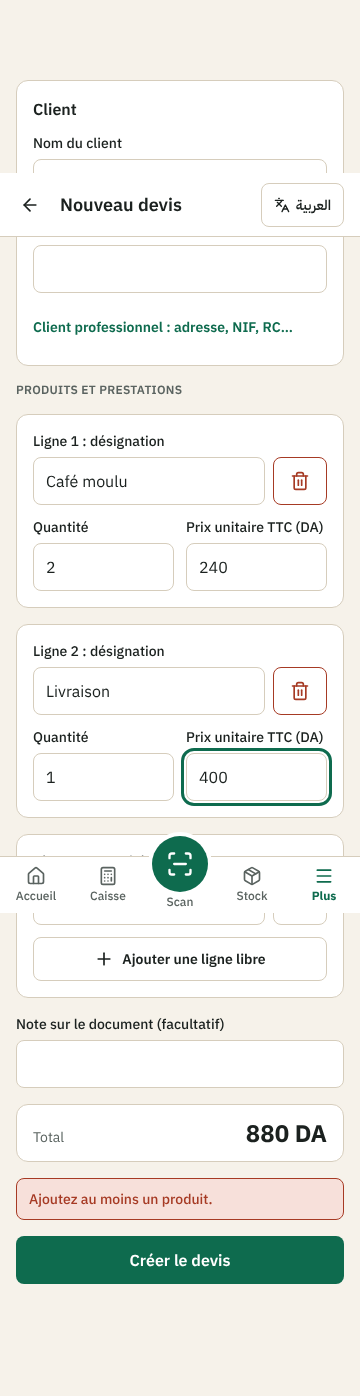 Client
Nom du client
Nouveau devis
العربية
Client professionnel : adresse, NIF, RC...
PRODUITS ET PRESTATIONS
Ligne 1 : désignation
Café moulu
Quantité
Prix unitaire TTC (DA)
2
240
Ligne 2 : désignation
Livraison
Quantité
Prix unitaire TTC (DA)
1
400
Accueil
Caisse
Scan
Stock
Plus
Ajouter une ligne libre
Note sur le document (facultatif)
Total
880 DA
Ajoutez au moins un produit.
Créer le devis